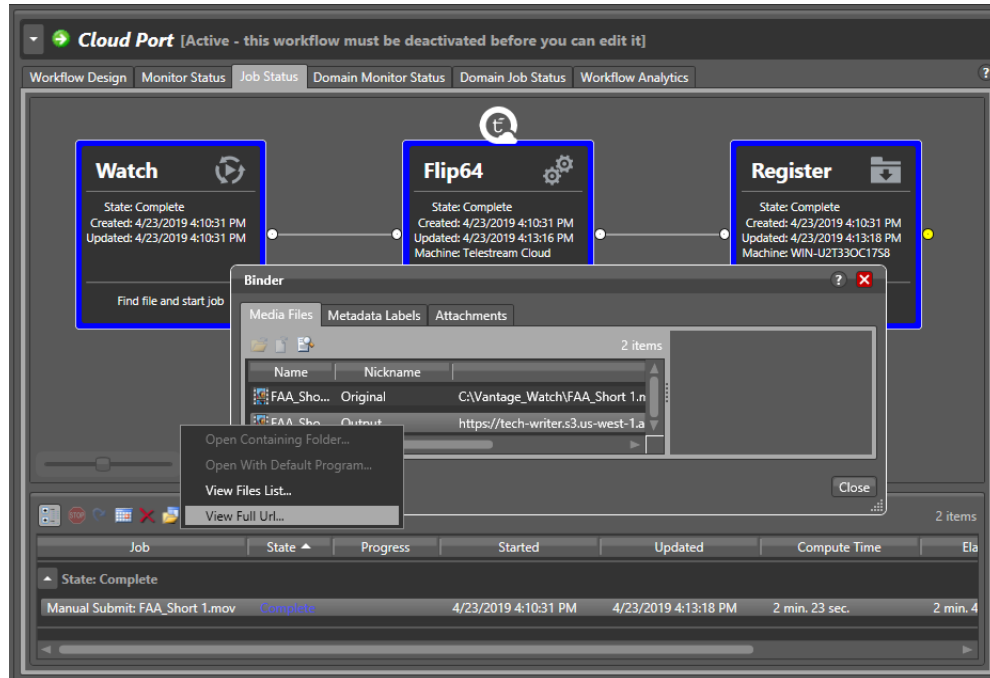 Cloud Port [Active - this workflow must be deactivated before you can edit it]
Workflow Design Monitor Status Job Status Domain Monitor Status Domain Job Status Workflow Analytics ?
Watch
State: Complete
Created: 4/23/2019 4:10:31 PM
Updated: 4/23/2019 4:10:31 PM
Find file and start job
Flip64
State: Complete
Created: 4/23/2019 4:10:31 PM
Updated: 4/23/2019 4:13:16 PM
Machine: Telestream Cloud
Register
State: Complete
Created: 4/23/2019 4:10:31 PM
Updated: 4/23/2019 4:13:18 PM
Machine: WIN-U2T33OC17S8
Binder ?
Media Files Metadata Labels Attachments
2 items
Name Nickname
FAA_Sho... Original C:\Vantage_Watch\FAA_Short 1.n
FAA_Sho Output https://tech-writer.s3.us-west-1.a
Open Containing Folder...
Open With Default Program...
View Files List...
View Full Url...
Close
STOP
2 items
Job State Progress Started Updated Compute Time Ela
State: Complete
Manual Submit: FAA_Short 1.mov Complete 4/23/2019 4:10:31 PM 4/23/2019 4:13:18 PM 2 min. 23 sec. 2 min. 4